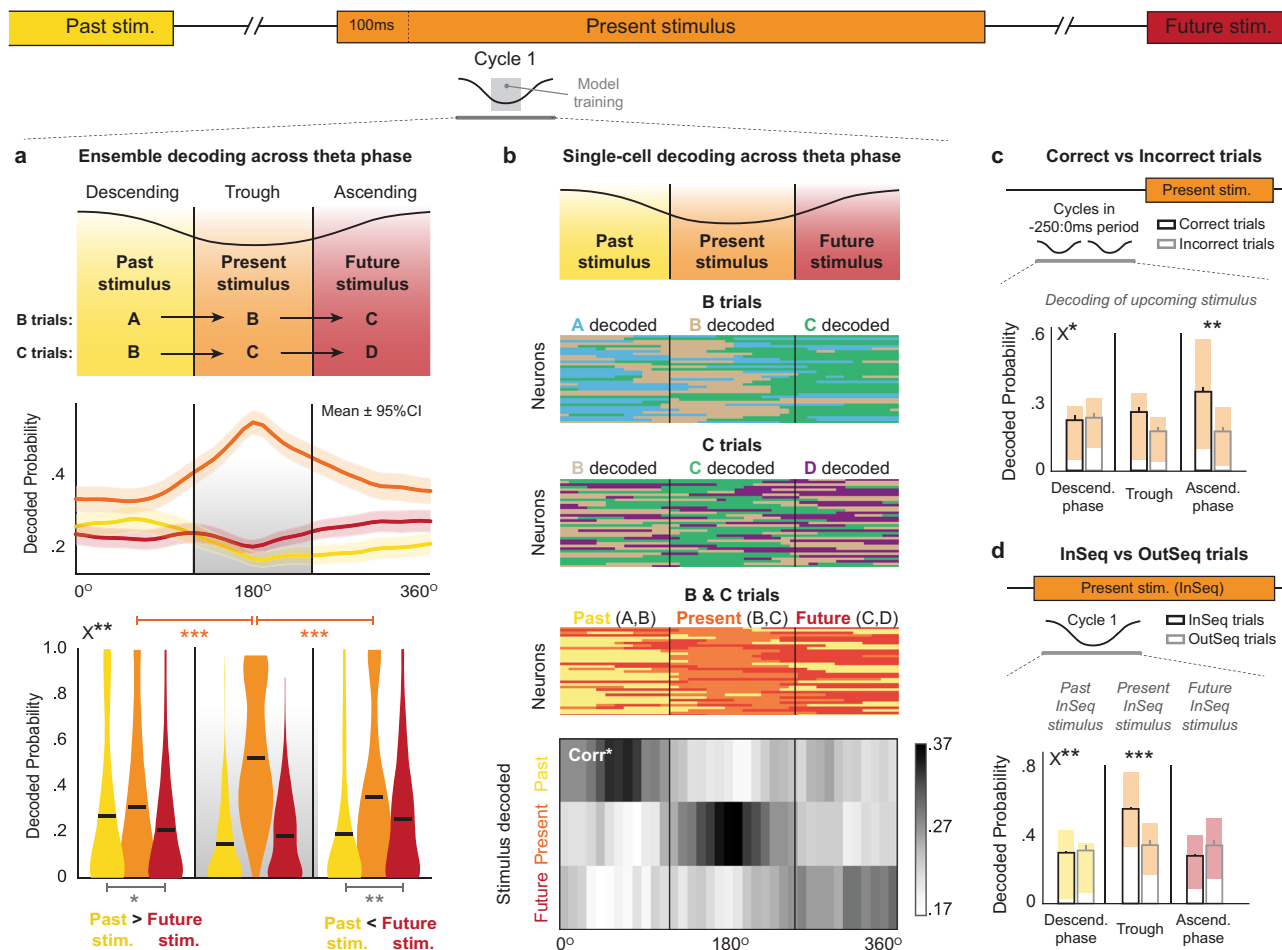 Past stim.
100ms
Present stimulus
Future stim.
Cycle 1
Model
training
a
Ensemble decoding across theta phase
Descending
Trough
Ascending
Past
stimulus
Present
stimulus
Future
stimulus
B trials:
A
B
C
C trials:
B
C
D
Mean ± 95%CI
Decoded Probability
.4
.2
0º
180º
360º
X**
***
***
Decoded Probability
1.0
.8
.6
.4
.2
0
*
**
Past > Future
stim. stim.
Past < Future
stim. stim.
b
Single-cell decoding across theta phase
Past
stimulus
Present
stimulus
Future
stimulus
B trials
A decoded
B decoded
C decoded
Neurons
C trials
B decoded
C decoded
D decoded
Neurons
B & C trials
Past (A,B)
Present (B,C)
Future (C,D)
Neurons
Corr*
Stimulus decoded
Past
Present
Future
.37
.27
.17
0º
180º
360º
c
Correct vs Incorrect trials
Present stim.
Cycles in
-250:0ms period
Correct trials
Incorrect trials
Decoding of upcoming stimulus
X*
**
Decoded Probability
.6
.3
0
Descend.
phase
Trough
Ascend.
phase
d
InSeq vs OutSeq trials
Present stim. (InSeq)
Cycle 1
InSeq trials
OutSeq trials
Past
InSeq
stimulus
Present
InSeq
stimulus
Future
InSeq
stimulus
X**
***
Decoded Probability
.8
.4
0
Descend.
phase
Trough
Ascend.
phase